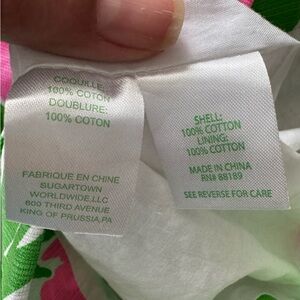 COQUILLE:
100% COTON
DOUBLURE:
100% COTON
FABRIQUE EN CHINE
SUGARTOWN
WORLDWIDE,LLC
600 THIRD AVENUE
KING OF PRUSSIA,PA
SHELL:
100% COTTON
LINING:
100% COTTON
MADE IN CHINA
RN# 88189
SEE REVERSE FOR CARE